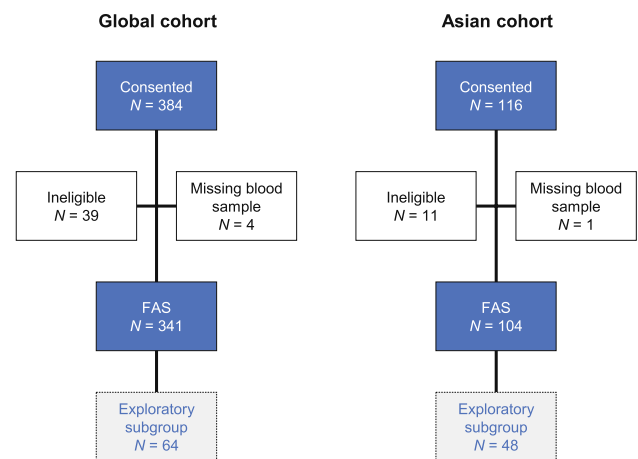 Global cohort
Consented
N = 384
Ineligible
N = 39
Missing blood
sample
N = 4
FAS
N = 341
Exploratory
subgroup
N = 64
Asian cohort
Consented
N = 116
Ineligible
N = 11
Missing blood
sample
N = 1
FAS
N = 104
Exploratory
subgroup
N = 48